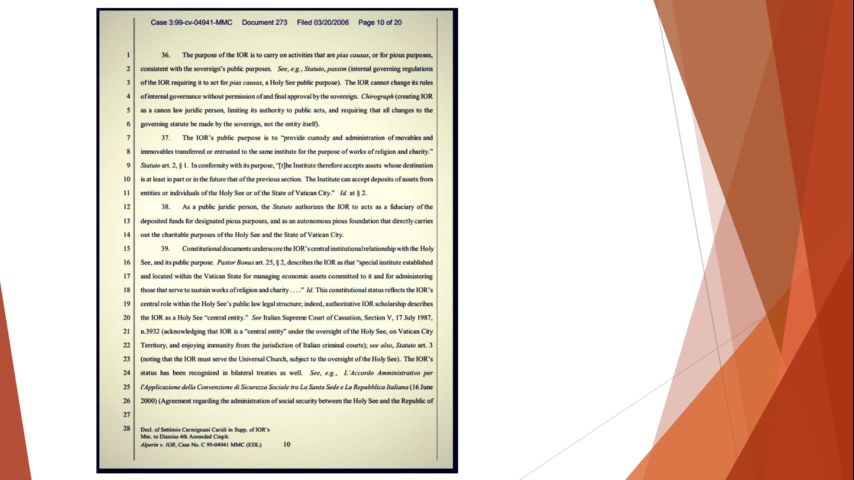 Case 3:99-cv-04941-MMC Document 273 Filed 03/20/2006 Page 10 of 20
1 36. The purpose of the IOR is to carry on activities that are pias causas, or for pious purposes,
2 consistent with the sovereign's public purposes. See, e.g., Statuto, passim (internal governing regulations
3 of the IOR requiring it to act for pias causas, a Holy See public purpose). The IOR cannot change its rules
4 of internal governance without permission of and final approval by the sovereign. Chirograph (creating IOR
5 as a canon law juridic person, limiting its authority to public acts, and requiring that all changes to the
6 governing statute be made by the sovereign, not the entity itself).
7 37. The IOR's public purpose is to "provide custody and administration of movables and
8 immovables transferred or entrusted to the same institute for the purpose of works of religion and charity."
9 Statuto art. 2, § 1. In conformity with its purpose, "[t]he Institute therefore accepts assets whose destination
10 is at least in part or in the future that of the previous section. The Institute can accept deposits of assets from
11 entities or individuals of the Holy See or of the State of Vatican City." Id. at § 2.
12 38. As a public juridic person, the Statuto authorizes the IOR to acts as a fiduciary of the
13 deposited funds for designated pious purposes, and as an autonomous pious foundation that directly carries
14 out the charitable purposes of the Holy See and the State of Vatican City.
15 39. Constitutional documents underscore the IOR's central institutional relationship with the Holy
16 See, and its public purpose. Pastor Bonus art. 25, § 2, describes the IOR as that "special institute established
17 and located within the Vatican State for managing economic assets committed to it and for administering
18 those that serve to sustain works of religion and charity . . . ." Id. This constitutional status reflects the IOR's
19 central role within the Holy See's public law legal structure; indeed, authoritative IOR scholarship describes
20 the IOR as a Holy See "central entity." See Italian Supreme Court of Cassation, Section V, 17 July 1987,
21 n.3932 (acknowledging that IOR is a "central entity" under the oversight of the Holy See, on Vatican City
22 Territory, and enjoying immunity from the jurisdiction of Italian criminal courts); see also, Statuto art. 3
23 (noting that the IOR must serve the Universal Church, subject to the oversight of the Holy See). The IOR's
24 status has been recognized in bilateral treaties as well. See, e.g., L'Accordo Amministrativo per
25 l'Applicazione della Convenzione di Sicurezza Sociale tra La Santa Sede e La Repubblica Italiana (16 June
26 2000) (Agreement regarding the administration of social security between the Holy See and the Republic of
27
28 Decl. of Settimio Carmignani Caridi in Supp. of IOR's
Mtn. to Dismiss 4th Amended Cmplt.
Alperin v. IOR, Case No. C 99-04941 MMC (EDL) 10